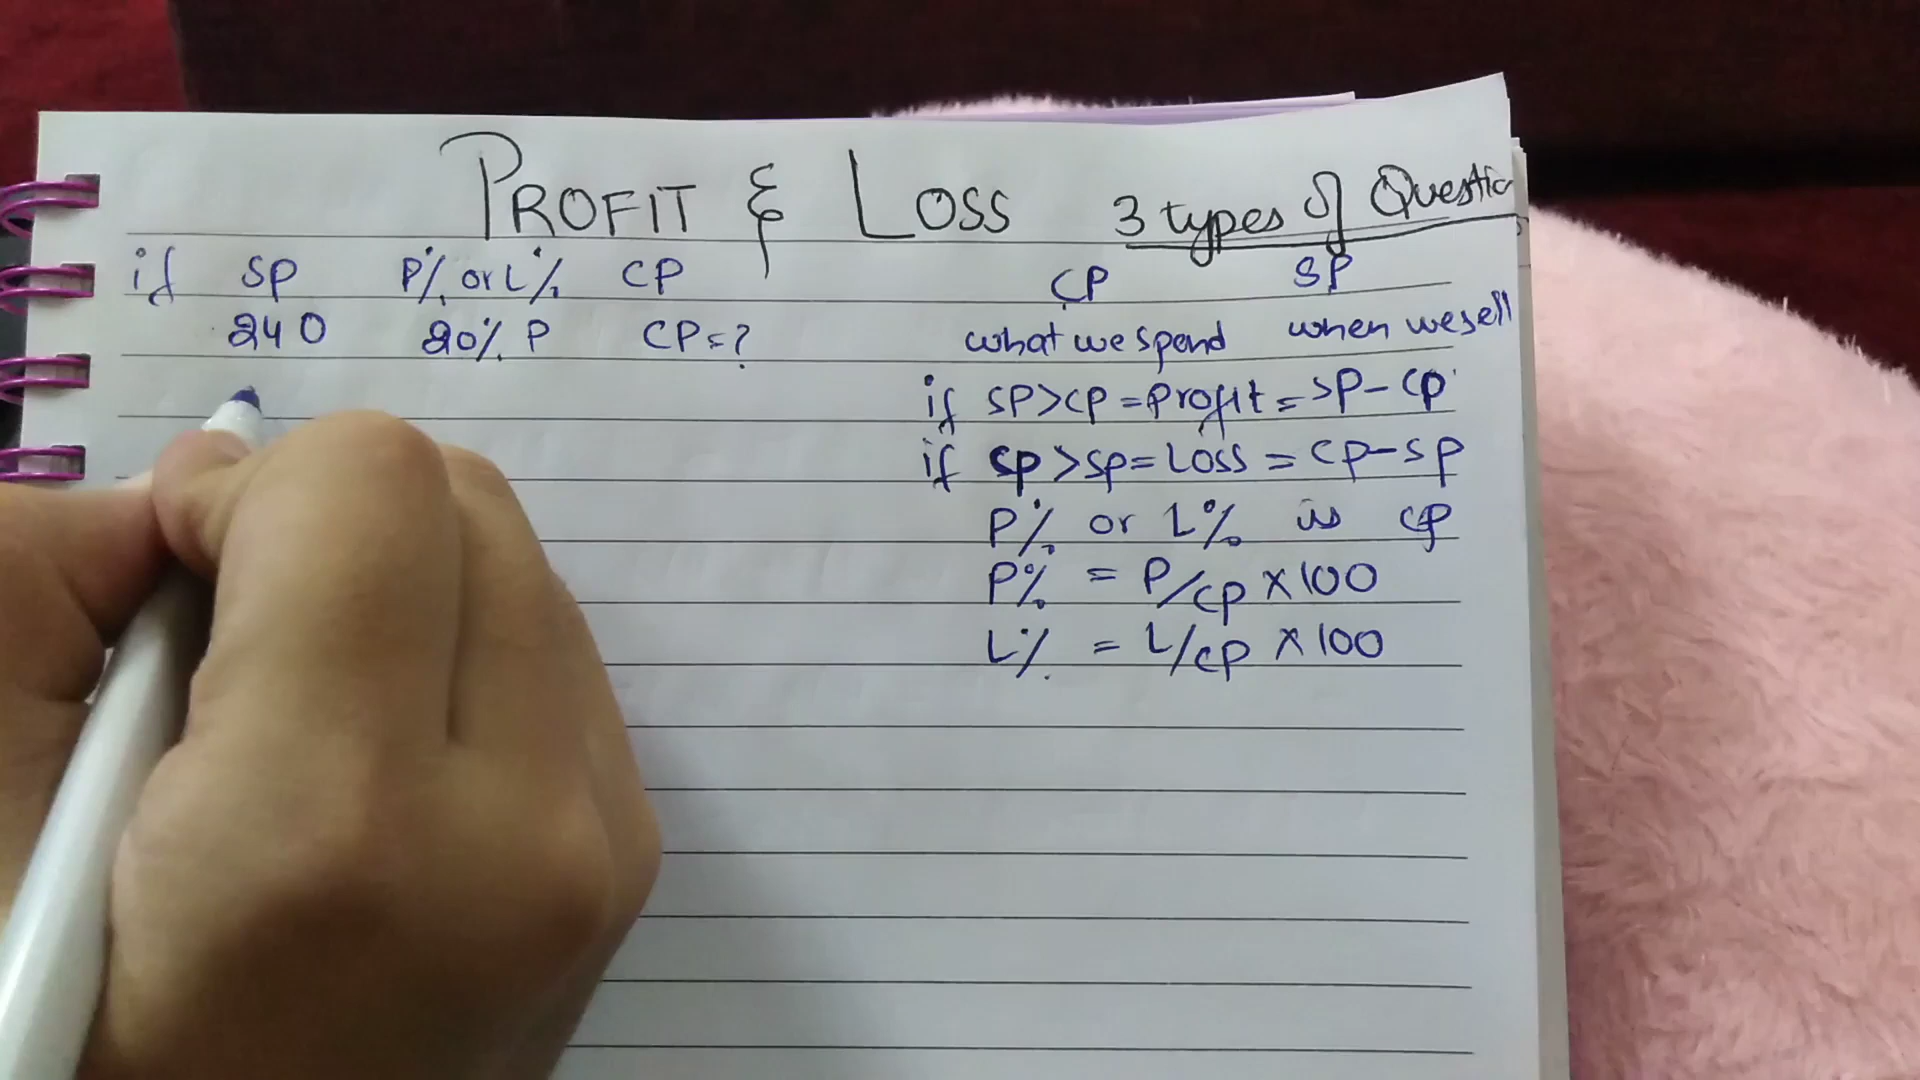 PROFIT & LOSS 3 types of Questio
if SP P% or L% CP
240 20% P CP=?
CP SP
what we spend when we sell
if SP>CP=Profit=SP-CP
if CP>SP=Loss=CP-SP
P% or L% is CP
P% = P/CP×100
L% = L/CP×100